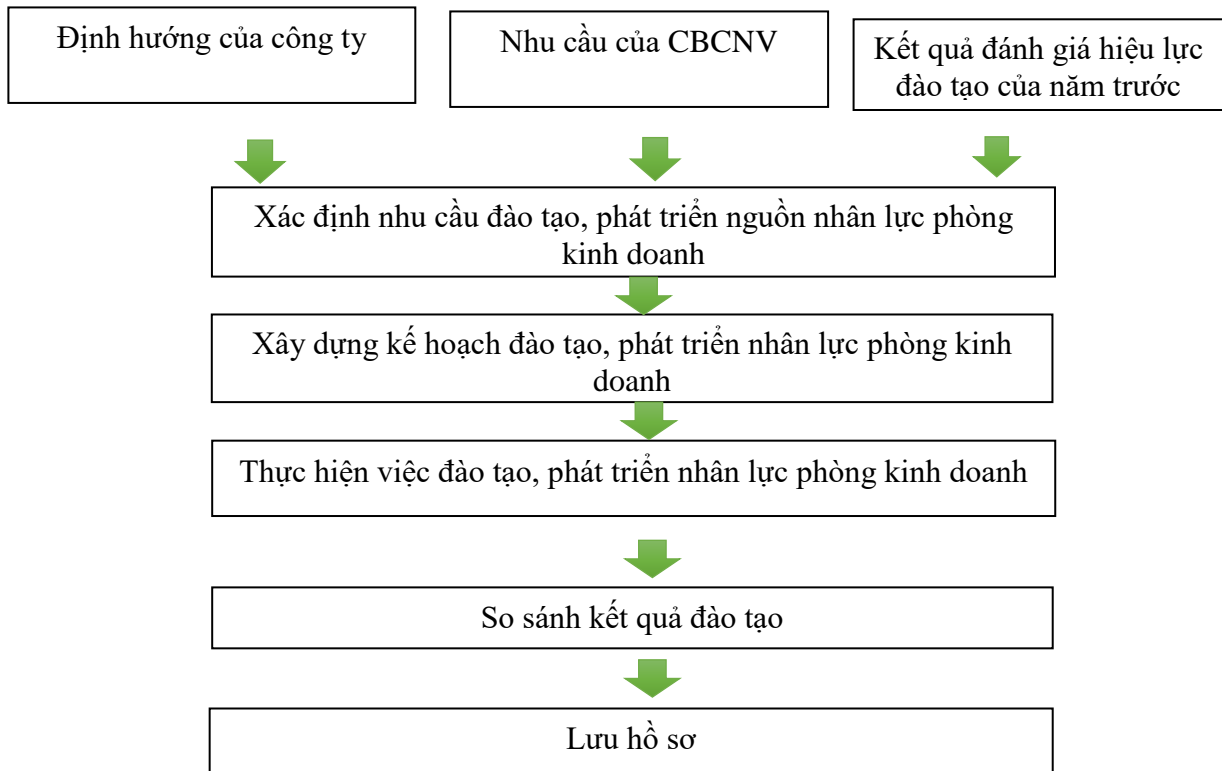 Định hướng của công ty
Nhu cầu của CBCNV
Kết quả đánh giá hiệu lực
đào tạo của năm trước
Xác định nhu cầu đào tạo, phát triển nguồn nhân lực phòng
kinh doanh
Xây dựng kế hoạch đào tạo, phát triển nhân lực phòng kinh
doanh
Thực hiện việc đào tạo, phát triển nhân lực phòng kinh doanh
So sánh kết quả đào tạo
Lưu hồ sơ